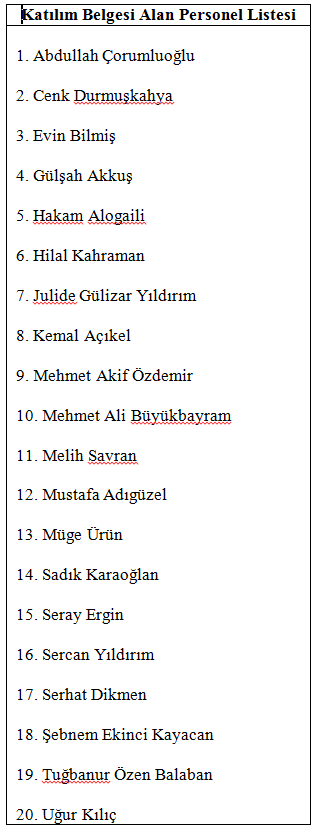 Katılım Belgesi Alan Personel Listesi
1. Abdullah Çorumluoğlu
2. Cenk Durmuşkahya
3. Evin Bilmiş
4. Gülşah Akkuş
5. Hakam Alogaili
6. Hilal Kahraman
7. Julide Gülizar Yıldırım
8. Kemal Açıkel
9. Mehmet Akif Özdemir
10. Mehmet Ali Büyükbayram
11. Melih Savran
12. Mustafa Adıgüzel
13. Müge Ürün
14. Sadık Karaoğlan
15. Seray Ergin
16. Sercan Yıldırım
17. Serhat Dikmen
18. Şebnem Ekinci Kayacan
19. Tuğbanur Özen Balaban
20. Uğur Kılıç